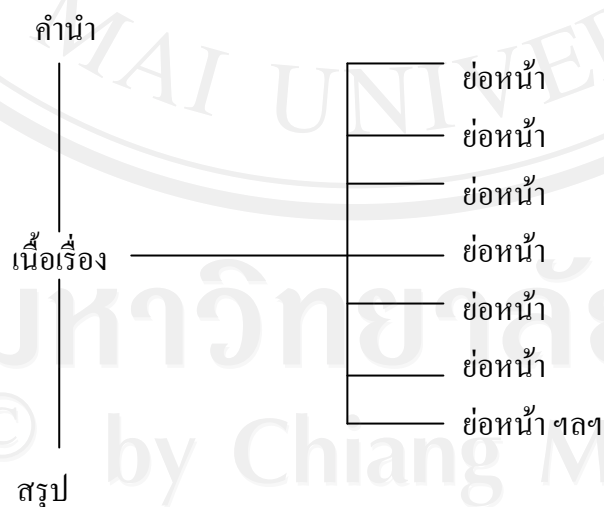 คำนำ
ย่อหน้า
ย่อหน้า
ย่อหน้า
เนื้อเรื่อง
ย่อหน้า
ย่อหน้า
ย่อหน้า
ย่อหน้า ฯลฯ
สรุป
MAI UNIVE
มหาวิทยาลัย
© by Chiang M